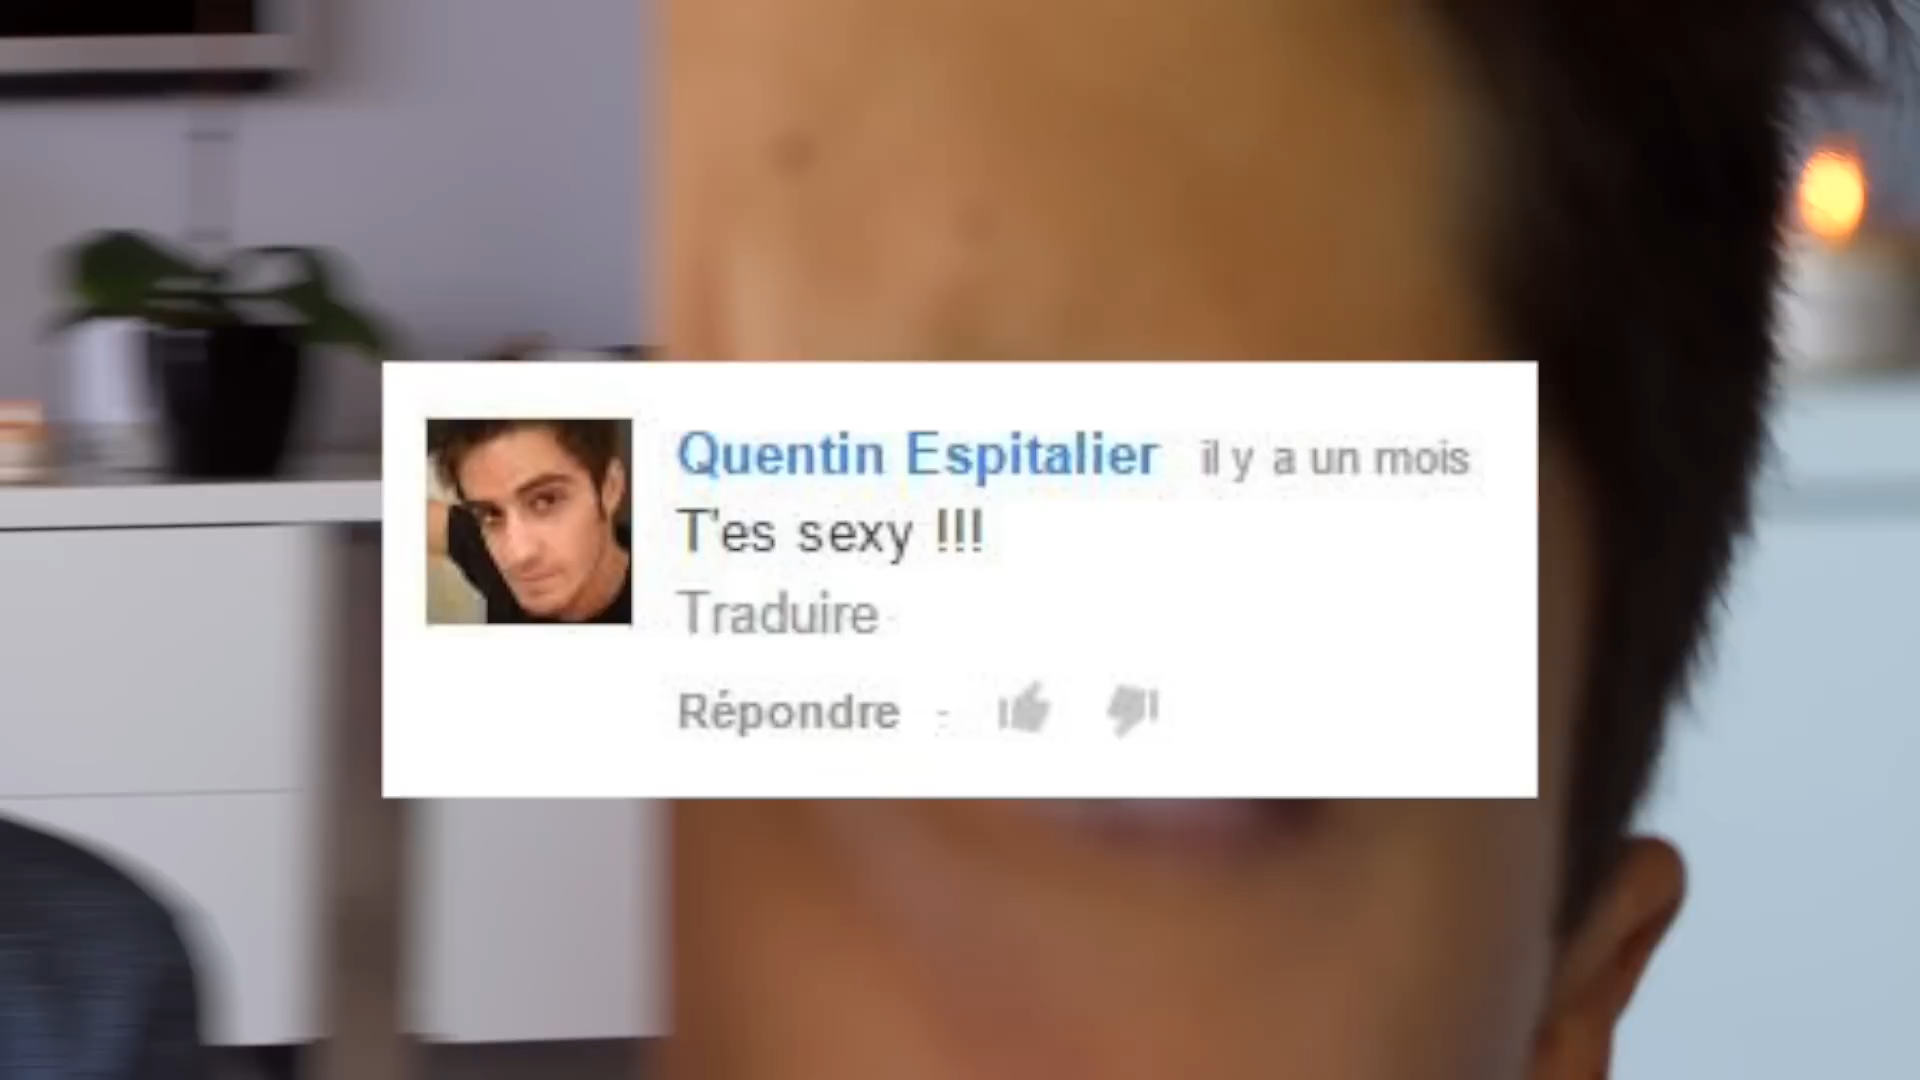 Quentin Espitalier il y a un mois
T'es sexy !!!
Traduire
Répondre -